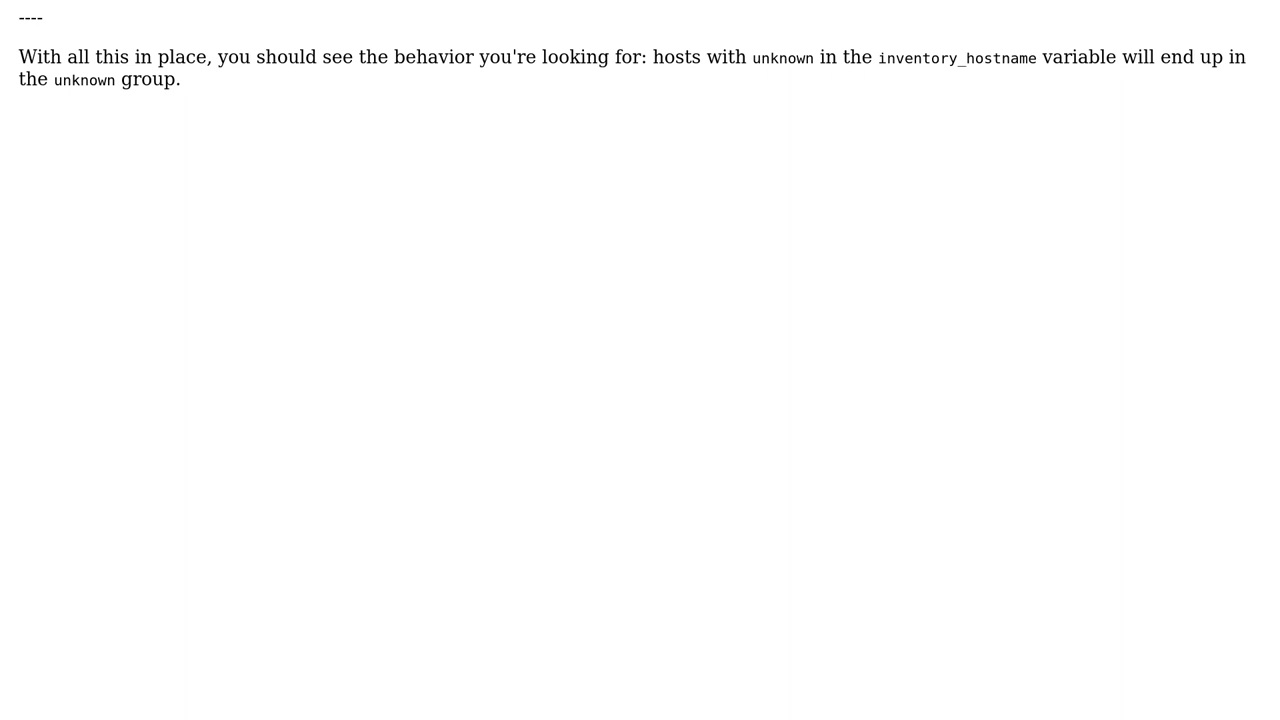 ----
With all this in place, you should see the behavior you're looking for: hosts with unknown in the inventory_hostname variable will end up in
the unknown group.